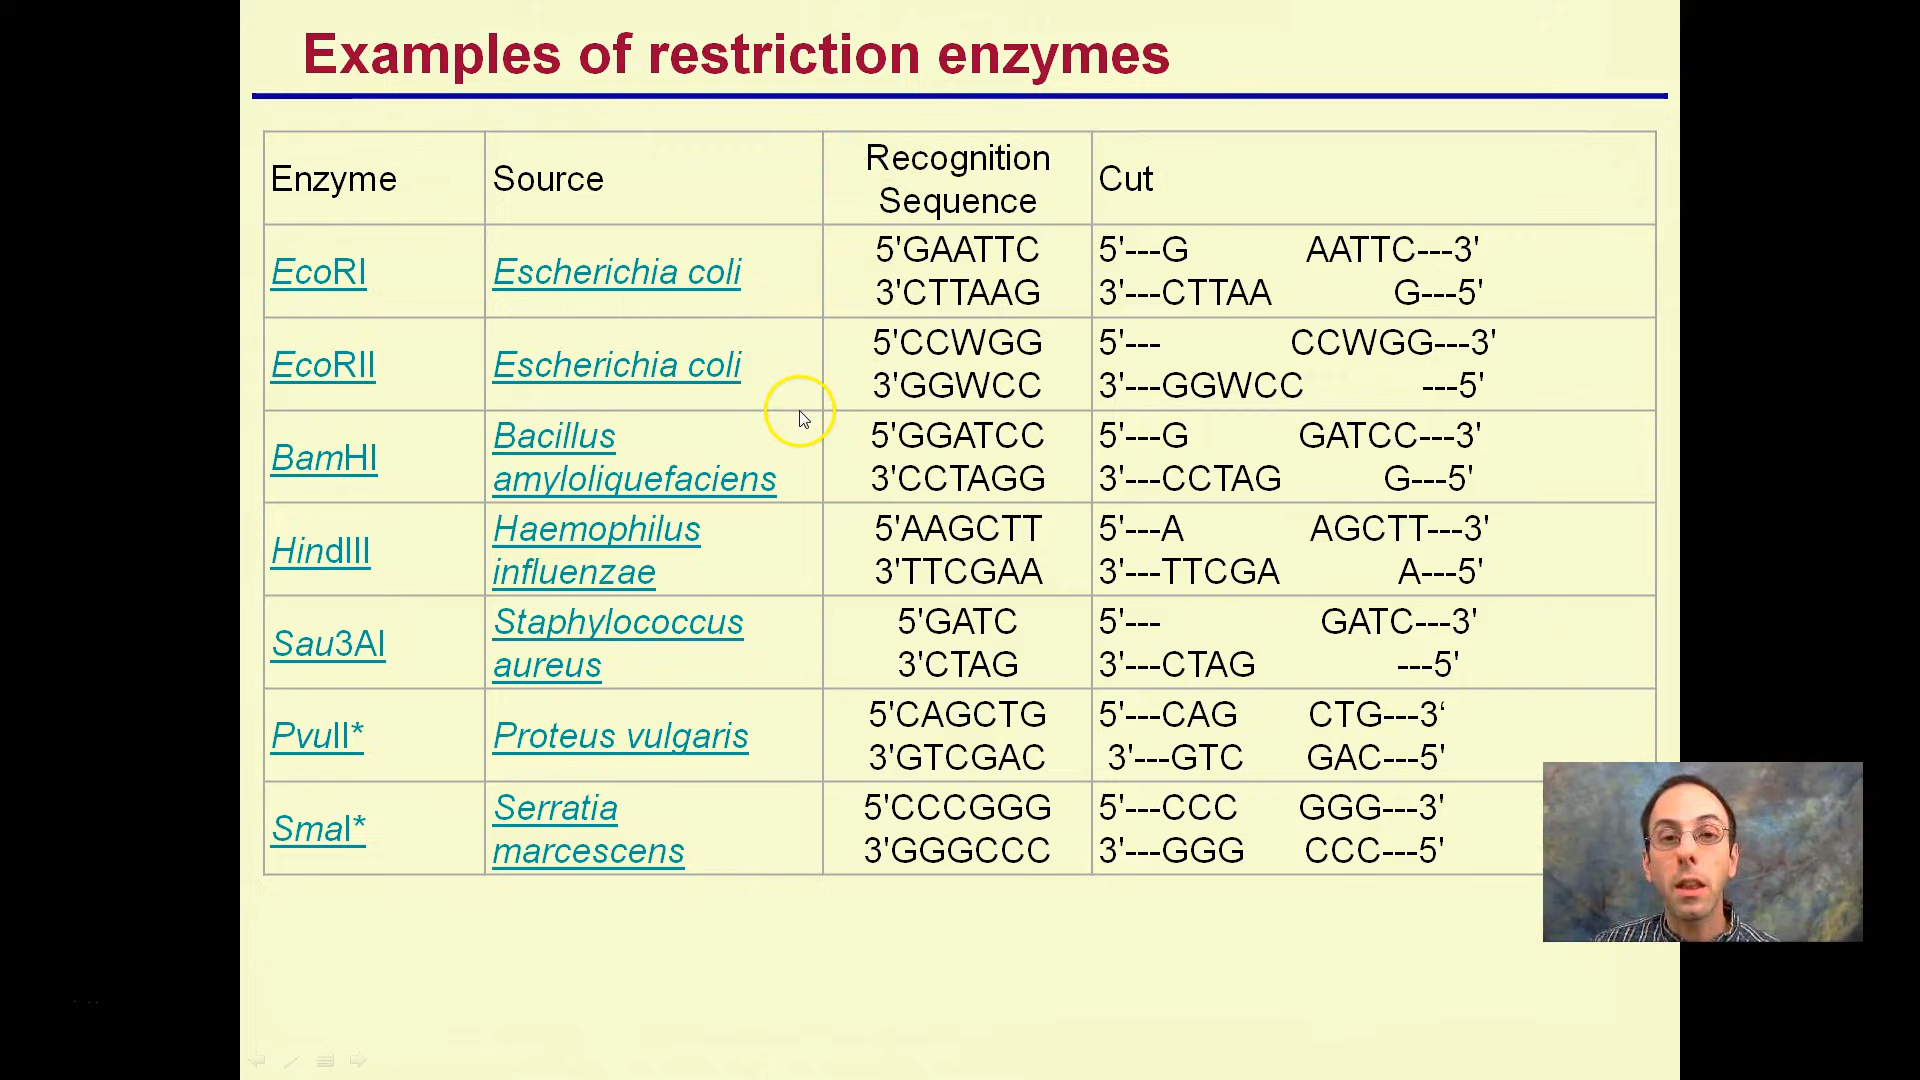 Examples of restriction enzymes
Enzyme
Source
Recognition
Sequence
Cut
EcoRI
Escherichia coli
5'GAATTC
3'CTTAAG
5'---G AATTC---3'
3'---CTTAA G---5'
EcoRII
Escherichia coli
5'CCWGG
3'GGWCC
5'--- CCWGG---3'
3'---GGWCC ---5'
BamHI
Bacillus
amyloliquefaciens
5'GGATCC
3'CCTAGG
5'---G GATCC---3'
3'---CCTAG G---5'
HindIII
Haemophilus
influenzae
5'AAGCTT
3'TTCGAA
5'---A AGCTT---3'
3'---TTCGA A---5'
Sau3AI
Staphylococcus
aureus
5'GATC
3'CTAG
5'--- GATC---3'
3'---CTAG ---5'
PvuII*
Proteus vulgaris
5'CAGCTG
3'GTCGAC
5'---CAG CTG---3‘
3'---GTC GAC---5'
SmaI*
Serratia
marcescens
5'CCCGGG
3'GGGCCC
5'---CCC GGG---3'
3'---GGG CCC---5'